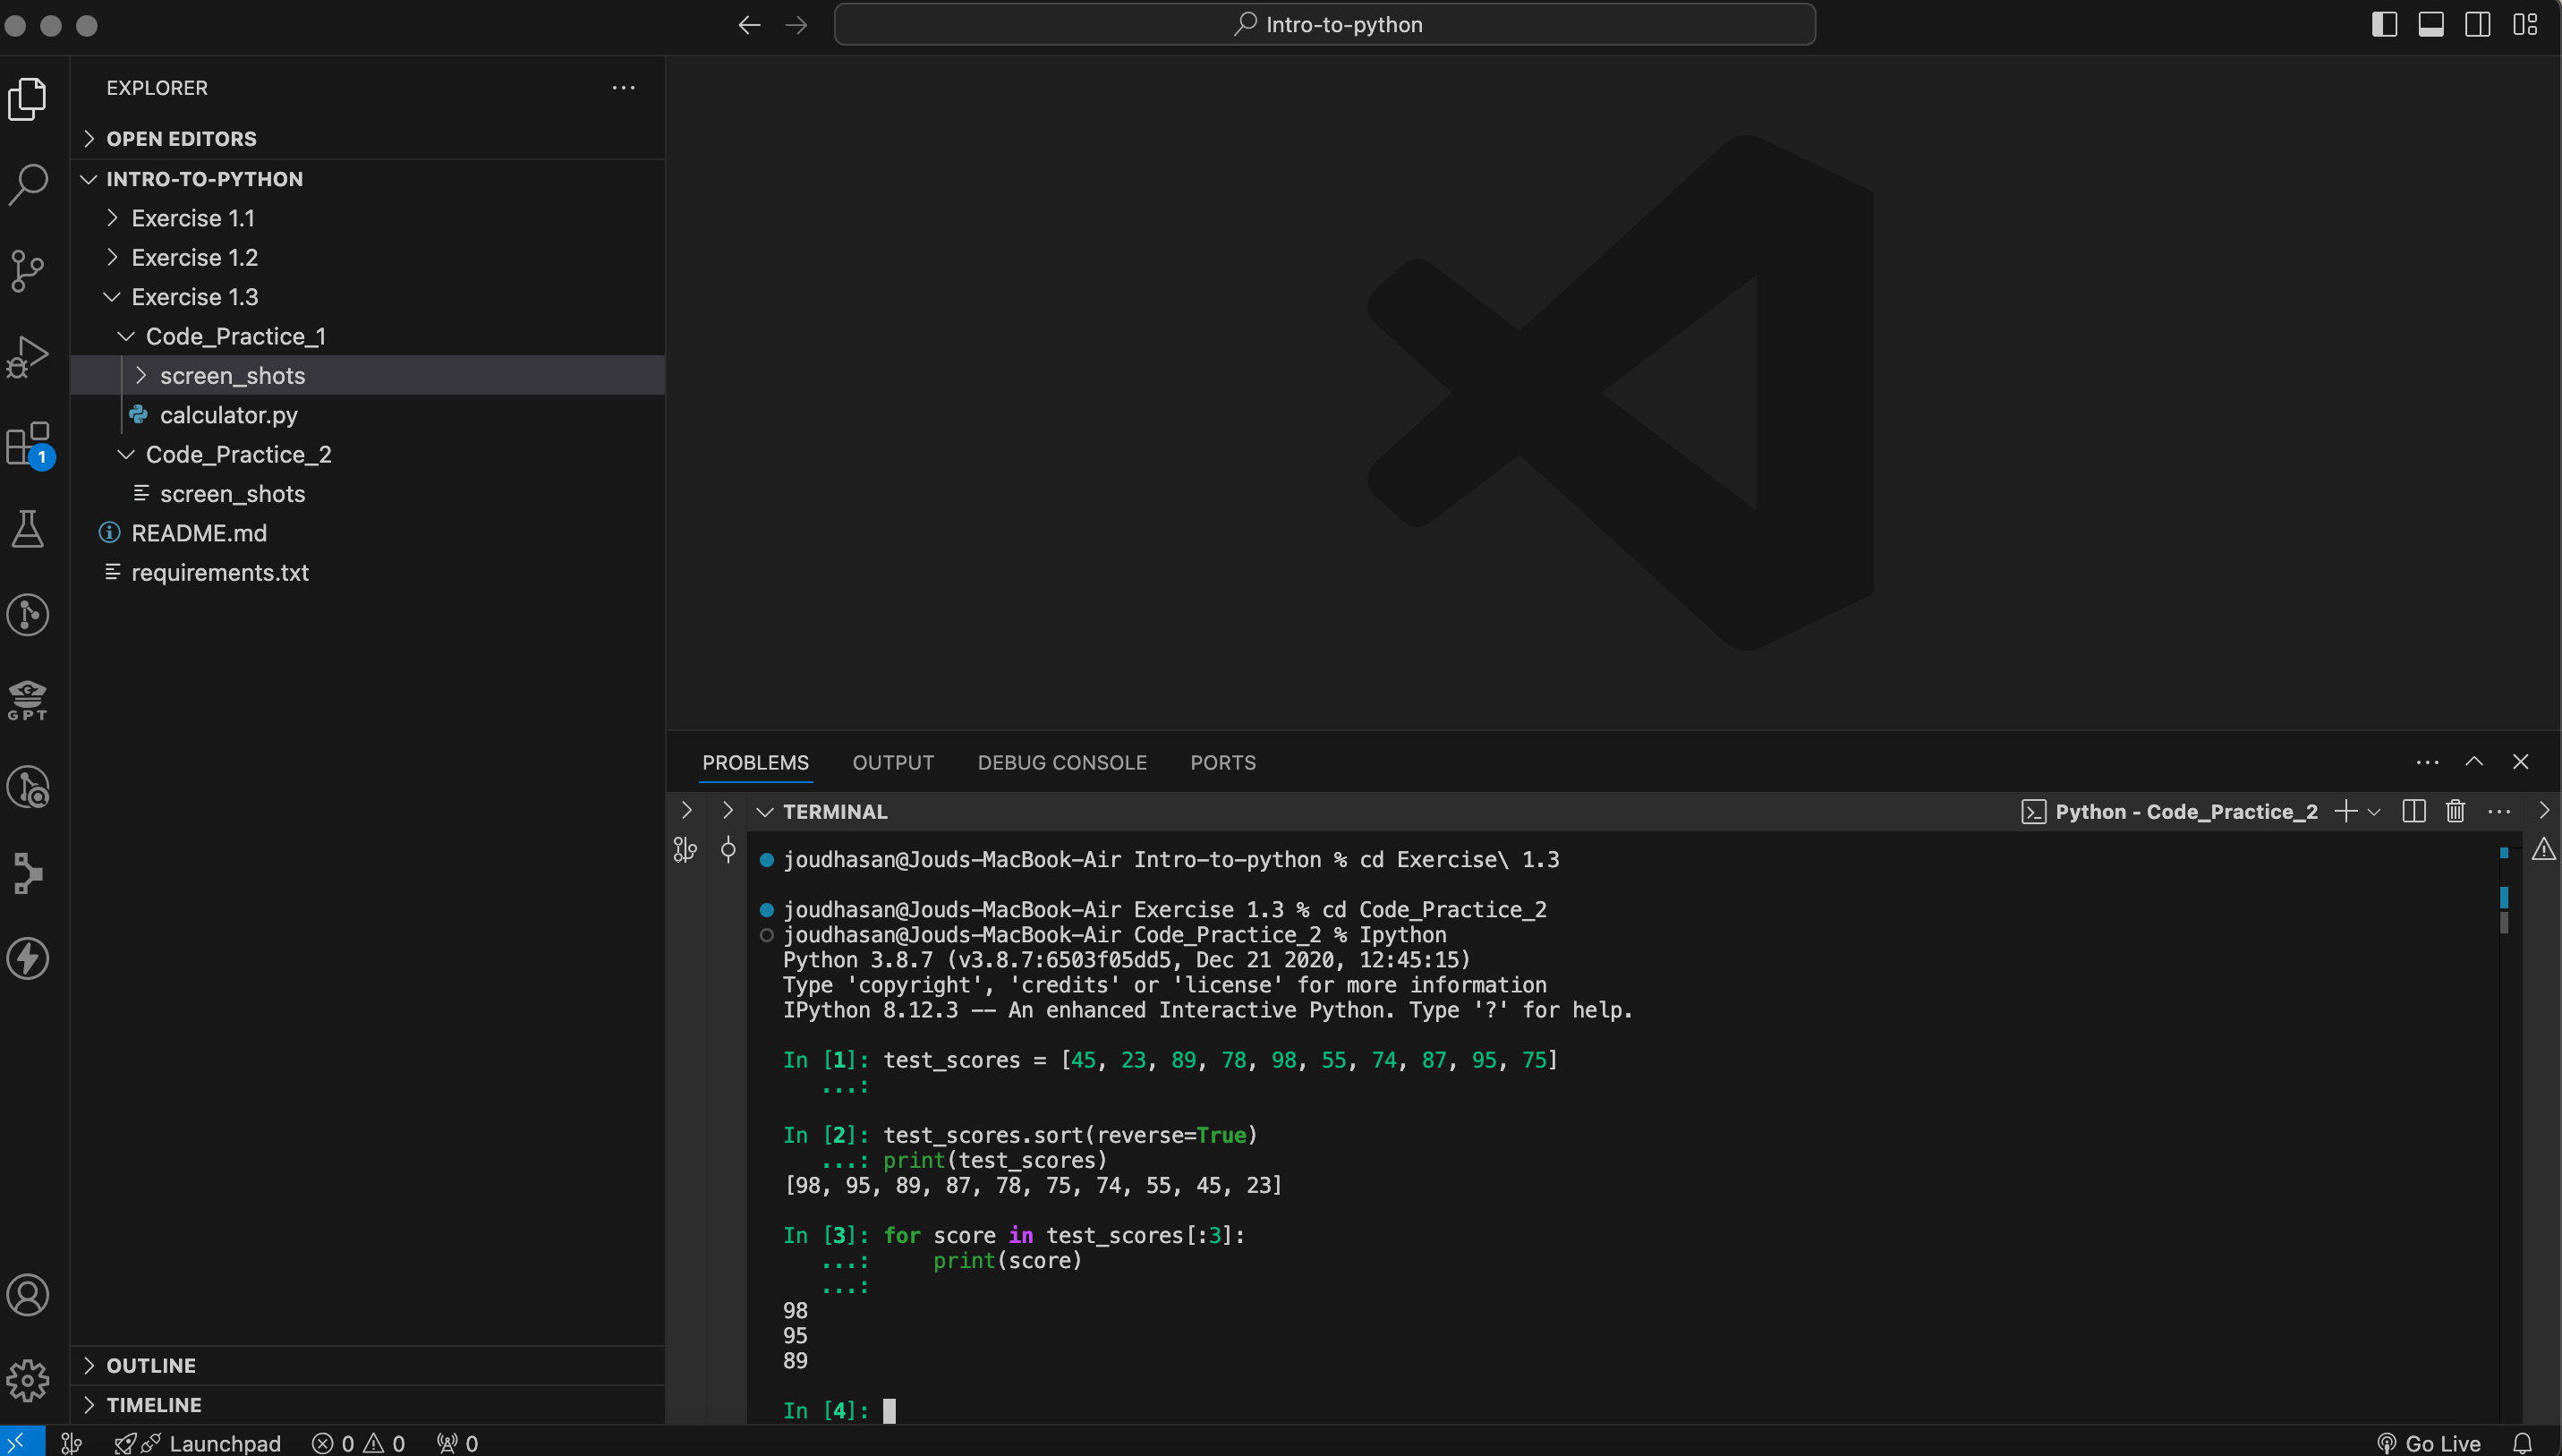 Intro-to-python
EXPLORER
OPEN EDITORS
INTRO-TO-PYTHON
Exercise 1.1
Exercise 1.2
Exercise 1.3
Code_Practice_1
screen_shots
calculator.py
Code_Practice_2
screen_shots
README.md
requirements.txt
1
GPT
OUTLINE
TIMELINE
PROBLEMS
OUTPUT
DEBUG CONSOLE
PORTS
TERMINAL
Python - Code_Practice_2
joudhasan@Jouds-MacBook-Air Intro-to-python % cd Exercise\ 1.3
joudhasan@Jouds-MacBook-Air Exercise 1.3 % cd Code_Practice_2
joudhasan@Jouds-MacBook-Air Code_Practice_2 % Ipython
Python 3.8.7 (v3.8.7:6503f05dd5, Dec 21 2020, 12:45:15)
Type 'copyright', 'credits' or 'license' for more information
IPython 8.12.3 -- An enhanced Interactive Python. Type '?' for help.
In [1]: test_scores = [45, 23, 89, 78, 98, 55, 74, 87, 95, 75]
...:
In [2]: test_scores.sort(reverse=True)
...: print(test_scores)
[98, 95, 89, 87, 78, 75, 74, 55, 45, 23]
In [3]: for score in test_scores[:3]:
...:     print(score)
...:
98
95
89
In [4]:
Launchpad
0
0
0
Go Live